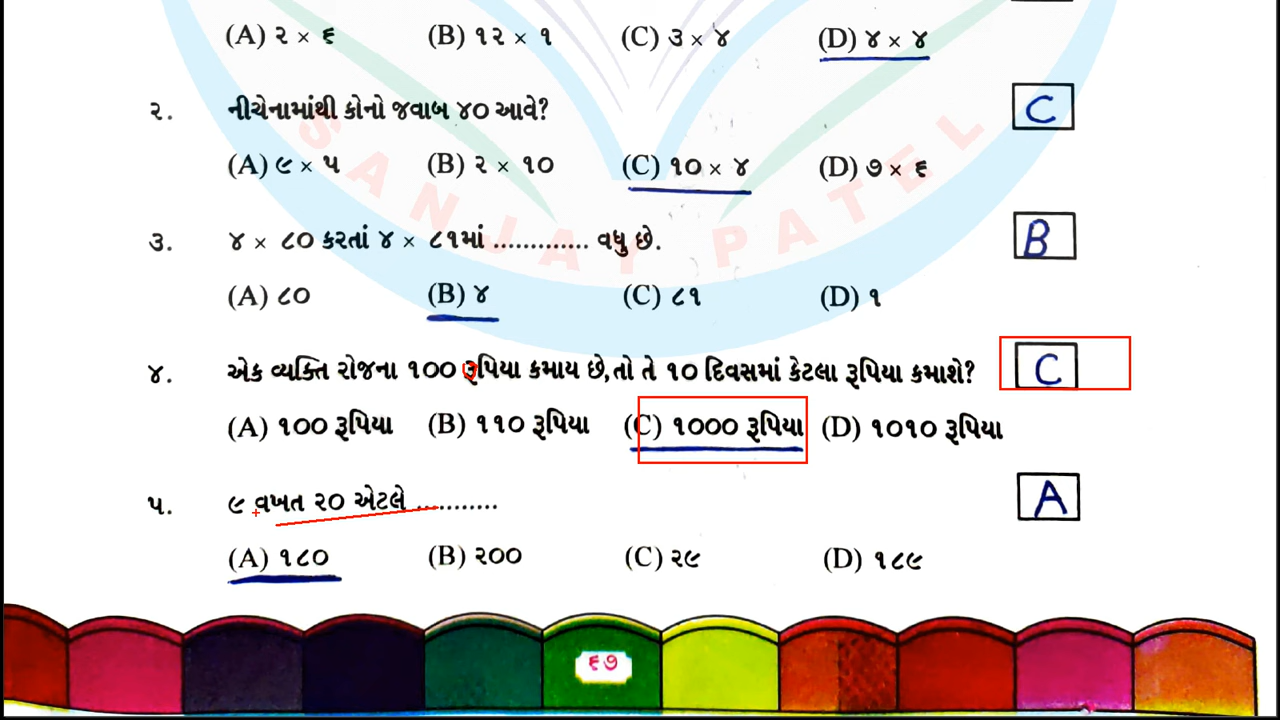 (A) ૨ × ૬ (B) ૧૨ × ૧ (C) ૩ × ૪ (D) ૪ × ૪
૨. નીચેનામાંથી કોનો જવાબ ૪૦ આવે? C
(A) ૯ × ૫ (B) ૨ × ૧૦ (C) ૧૦ × ૪ (D) ૭ × ૬
૩. ૪ × ૮૦ કરતાં ૪ × ૮૧માં ............. વધુ છે. B
(A) ૮૦ (B) ૪ (C) ૮૧ (D) ૧
૪. એક વ્યક્તિ રોજના ૧૦૦ રૂપિયા કમાય છે, તો તે ૧૦ દિવસમાં કેટલા રૂપિયા કમાશે? C
(A) ૧૦૦ રૂપિયા (B) ૧૧૦ રૂપિયા (C) ૧૦૦૦ રૂપિયા (D) ૧૦૧૦ રૂપિયા
૫. ૯ વખત ૨૦ એટલે ........... A
(A) ૧૮૦ (B) ૨૦૦ (C) ૨૯ (D) ૧૮૯
૬૭
SANJAY PATEL